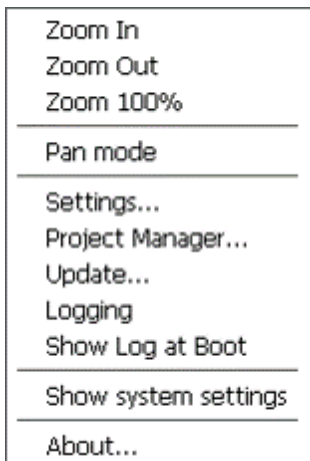 Zoom In
Zoom Out
Zoom 100%
Pan mode
Settings...
Project Manager...
Update...
Logging
Show Log at Boot
Show system settings
About...